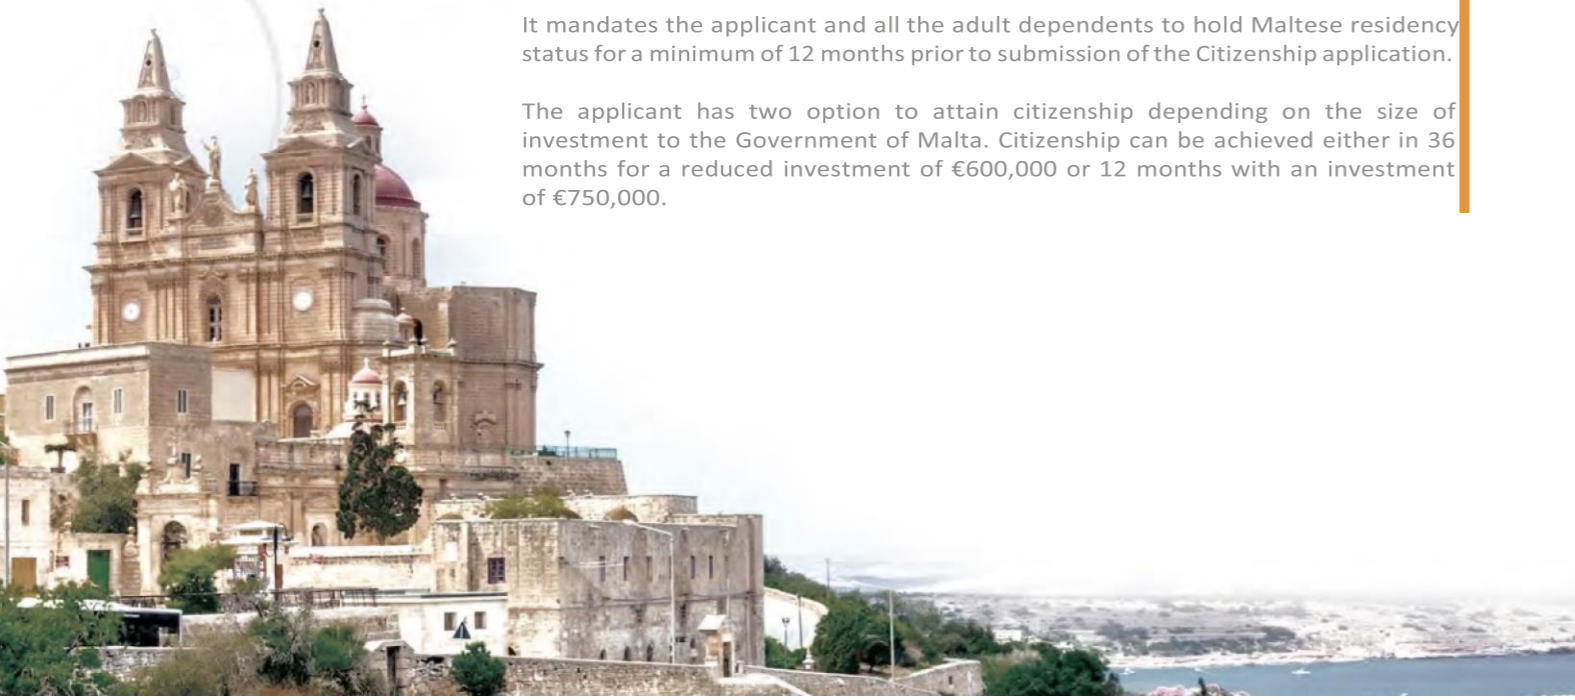 It mandates the applicant and all the adult dependents to hold Maltese residency
status for a minimum of 12 months prior to submission of the Citizenship application.
The applicant has two option to attain citizenship depending on the size of
investment to the Government of Malta. Citizenship can be achieved either in 36
months for a reduced investment of €600,000 or 12 months with an investment
of €750,000.